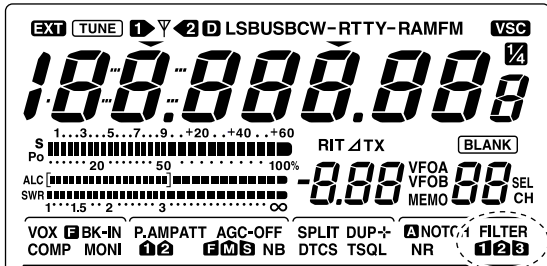 EXT TUNE 1 2 D LSBUSBCW-RTTY-RAMFM VSC
1/4
188.888.888
1...3...5...7...9..+20..+40..+60
S
Po
20 50 100%
RIT ⊿TX BLANK
ALC
-8.88 VFOA VFOB MEMO 88 SEL CH
SWR
1 1.5 2 3 ∞
VOX F BK-IN P.AMPATT AGC-OFF SPLIT DUP-+ A NOTCH FILTER
COMP MONI 1 2 F M S NB DTCS TSQL NR 1 2 3